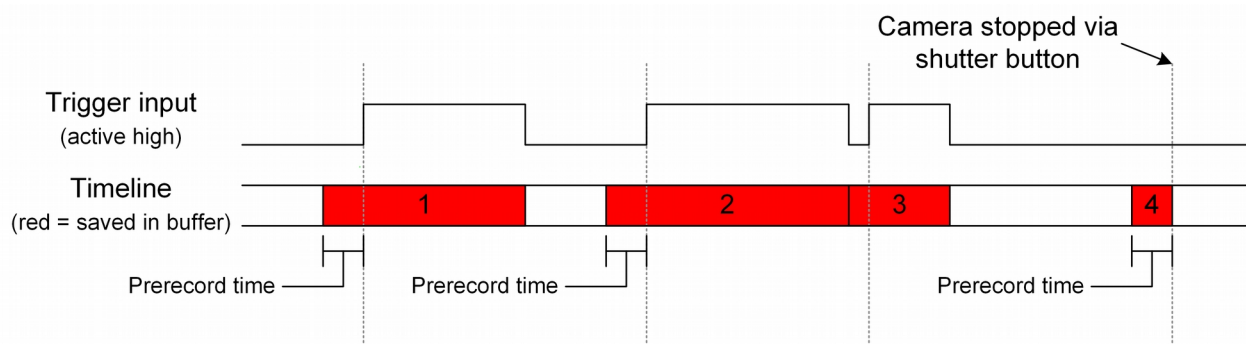 Camera stopped via
shutter button
Trigger input
(active high)
Timeline
(red = saved in buffer)
1
2
3
4
Prerecord time
Prerecord time
Prerecord time